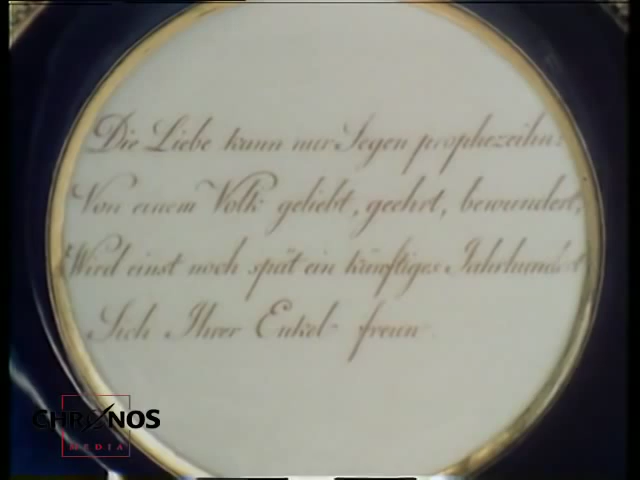 Die Liebe kann nur Segen prophezeihn:
Von einem Volk geliebt, geehrt, bewundert,
Wird einst noch spät ein künftiges Jahrhundert
Sich Ihrer Enkel freun.
CHRONOS
MEDIA